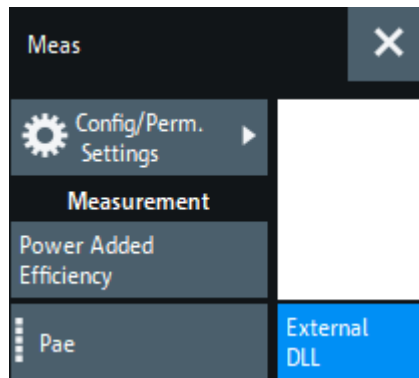 Meas
Config/Perm.
Settings
Measurement
Power Added
Efficiency
Pae
External
DLL